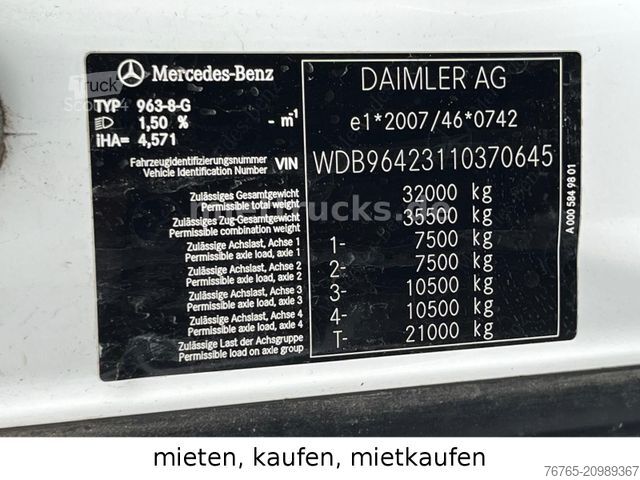 Mercedes-Benz
DAIMLER AG
Truck
Scout24
TYP 963-8-G
1,50 % - m⁻¹
iHA= 4,571
e1*2007/46*0742
Fahrzeugidentifizierungsnummer
Vehicle Identification Number VIN WDB96423110370645
Zulässiges Gesamtgewicht
Permissible total weight 32000 kg
Zulässiges Zug-Gesamtgewicht
Permissible combination weight 35500 kg
Zulässige Achslast, Achse 1
Permissible axle load, axle 1 1- 7500 kg
Zulässige Achslast, Achse 2
Permissible axle load, axle 2 2- 7500 kg
Zulässige Achslast, Achse 3
Permissible axle load, axle 3 3- 10500 kg
Zulässige Achslast, Achse 4
Permissible axle load, axle 4 4- 10500 kg
Zulässige Last der Achsgruppe
Permissible load on axle group T- 21000 kg
A 000 584 98 01
trucks.de
mieten, kaufen, mietkaufen
76765-20989367